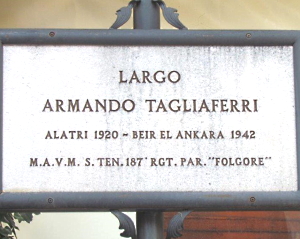 LARGO
ARMANDO TAGLIAFERRI
ALATRI 1920 - BEIR EL ANKARA 1942
M.A.V.M. S. TEN. 187° RGT. PAR. "FOLGORE"